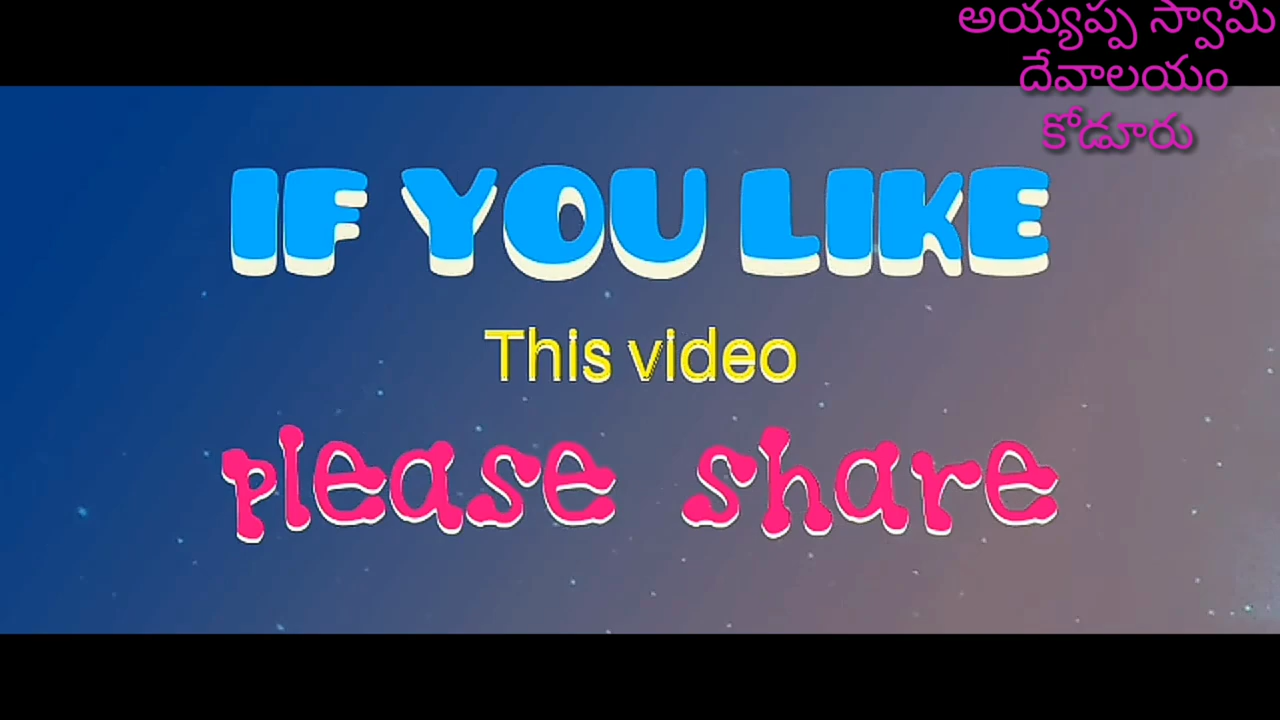 అయ్యప్ప స్వామి
దేవాలయం
కోడూరు
IF YOU LIKE
This video
please share